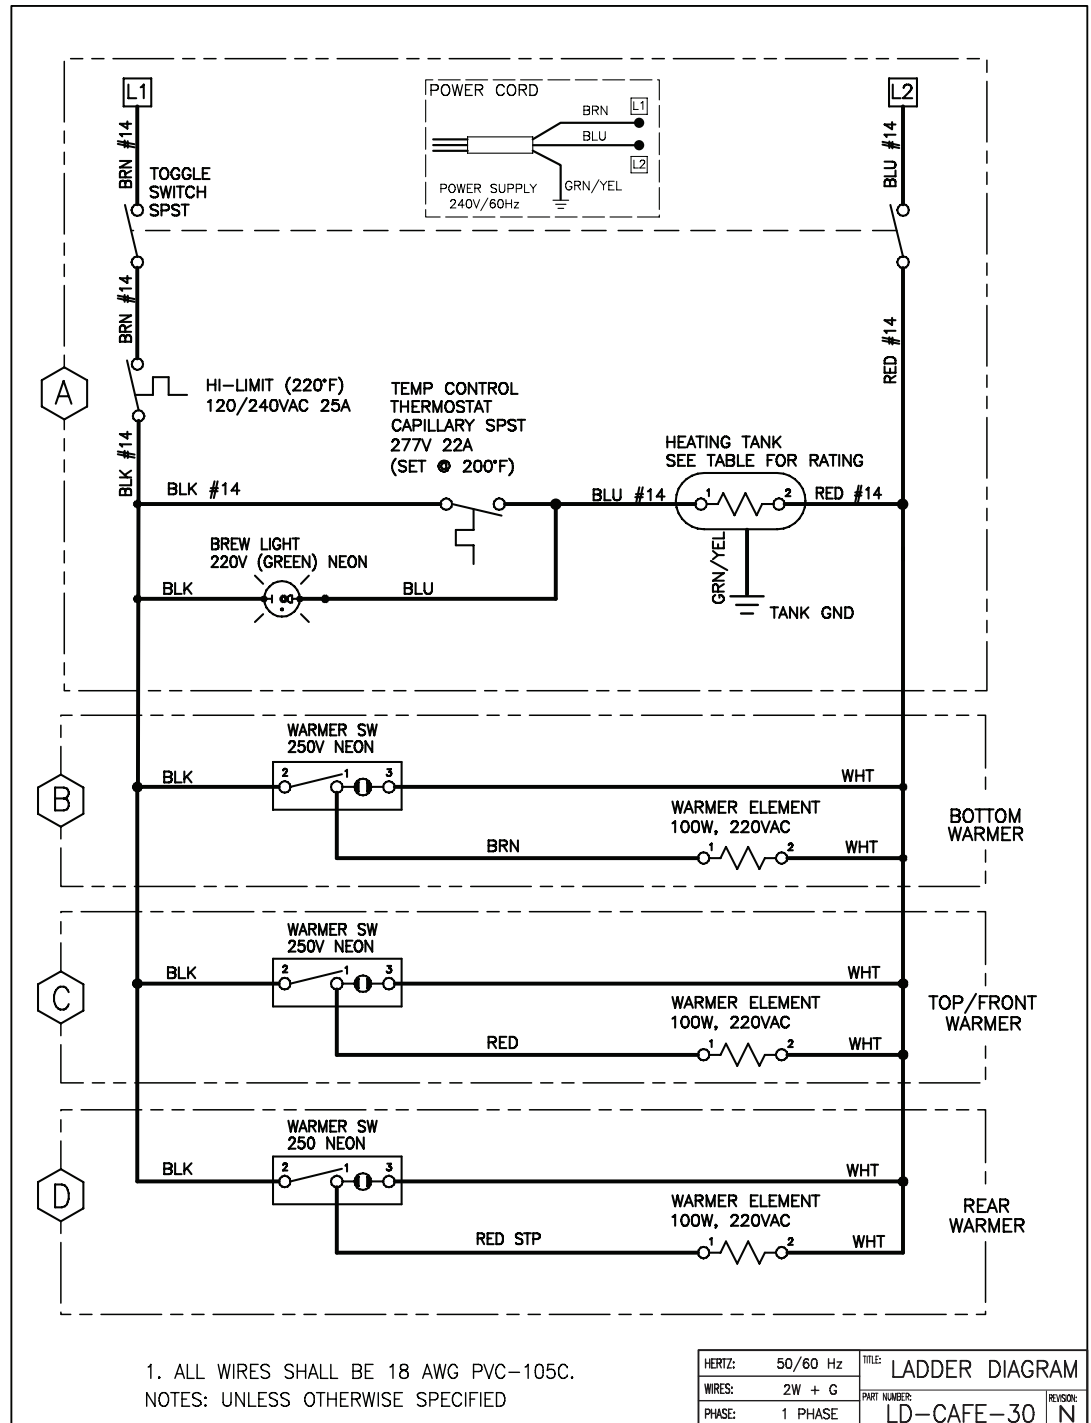 L1
L2
POWER CORD
BRN
L1
BLU
L2
GRN/YEL
POWER SUPPLY
240V/60Hz
BRN #14
BLU #14
TOGGLE
SWITCH
SPST
BRN #14
RED #14
A
HI-LIMIT (220°F)
120/240VAC 25A
TEMP CONTROL
THERMOSTAT
CAPILLARY SPST
277V 22A
(SET @ 200°F)
HEATING TANK
SEE TABLE FOR RATING
BLK #14
BLK #14
BLU #14
1
2
RED #14
BREW LIGHT
220V (GREEN) NEON
BLK
BLU
GRN/YEL
TANK GND
B
WARMER SW
250V NEON
BLK
2
1
3
WHT
WARMER ELEMENT
100W, 220VAC
BRN
1
2
WHT
BOTTOM
WARMER
C
WARMER SW
250V NEON
BLK
2
1
3
WHT
WARMER ELEMENT
100W, 220VAC
RED
1
2
WHT
TOP/FRONT
WARMER
D
WARMER SW
250 NEON
BLK
2
1
3
WHT
WARMER ELEMENT
100W, 220VAC
RED STP
1
2
WHT
REAR
WARMER
1. ALL WIRES SHALL BE 18 AWG PVC-105C.
NOTES: UNLESS OTHERWISE SPECIFIED
HERTZ: 50/60 Hz
WIRES: 2W + G
PHASE: 1 PHASE
TITLE: LADDER DIAGRAM
PART NUMBER: LD-CAFE-30
REVISION: N